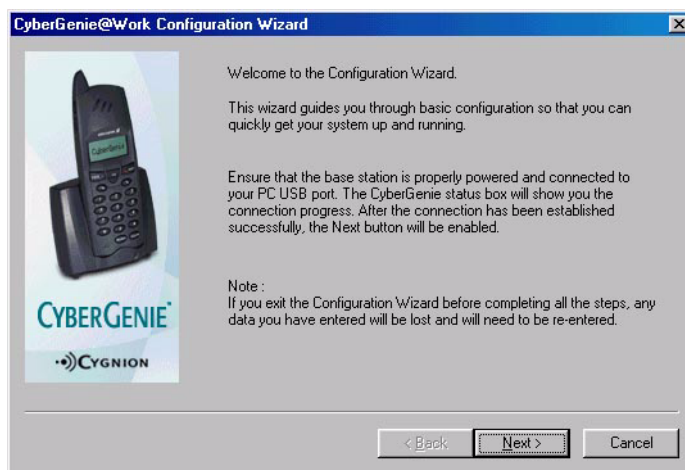 CyberGenie@Work Configuration Wizard
Welcome to the Configuration Wizard.
This wizard guides you through basic configuration so that you can
quickly get your system up and running.
Ensure that the base station is properly powered and connected to
your PC USB port. The CyberGenie status box will show you the
connection progress. After the connection has been established
successfully, the Next button will be enabled.
Note :
If you exit the Configuration Wizard before completing all the steps, any
data you have entered will be lost and will need to be re-entered.
CyberGenie
CYBERGENIE
CYGNION
< Back
Next >
Cancel